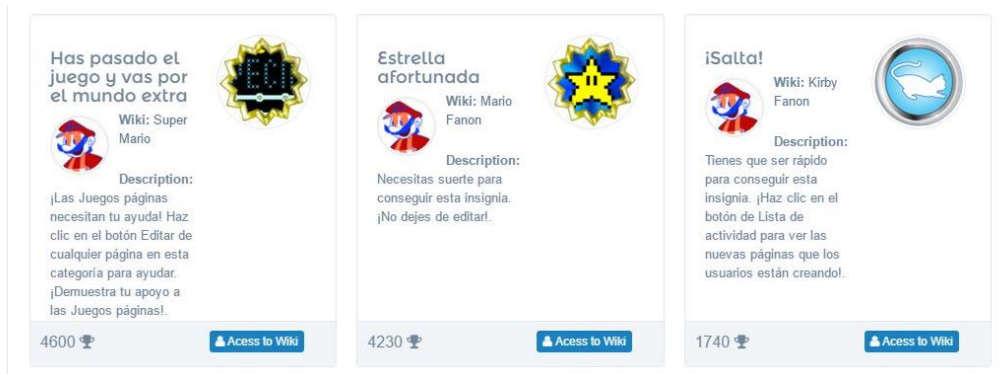 Has pasado el
juego y vas por
el mundo extra
Wiki: Super
Mario
Description:
¡Las Juegos páginas
necesitan tu ayuda! Haz
clic en el botón Editar de
cualquier página en esta
categoría para ayudar.
¡Demuestra tu apoyo a
las Juegos páginas!.
4600
Acess to Wiki
Estrella
afortunada
Wiki: Mario
Fanon
Description:
Necesitas suerte para
conseguir esta insignia.
¡No dejes de editar!.
4230
Acess to Wiki
¡Salta!
Wiki: Kirby
Fanon
Description:
Tienes que ser rápido
para conseguir esta
insignia. ¡Haz clic en el
botón de Lista de
actividad para ver las
nuevas páginas que los
usuarios están creando!.
1740
Acess to Wiki